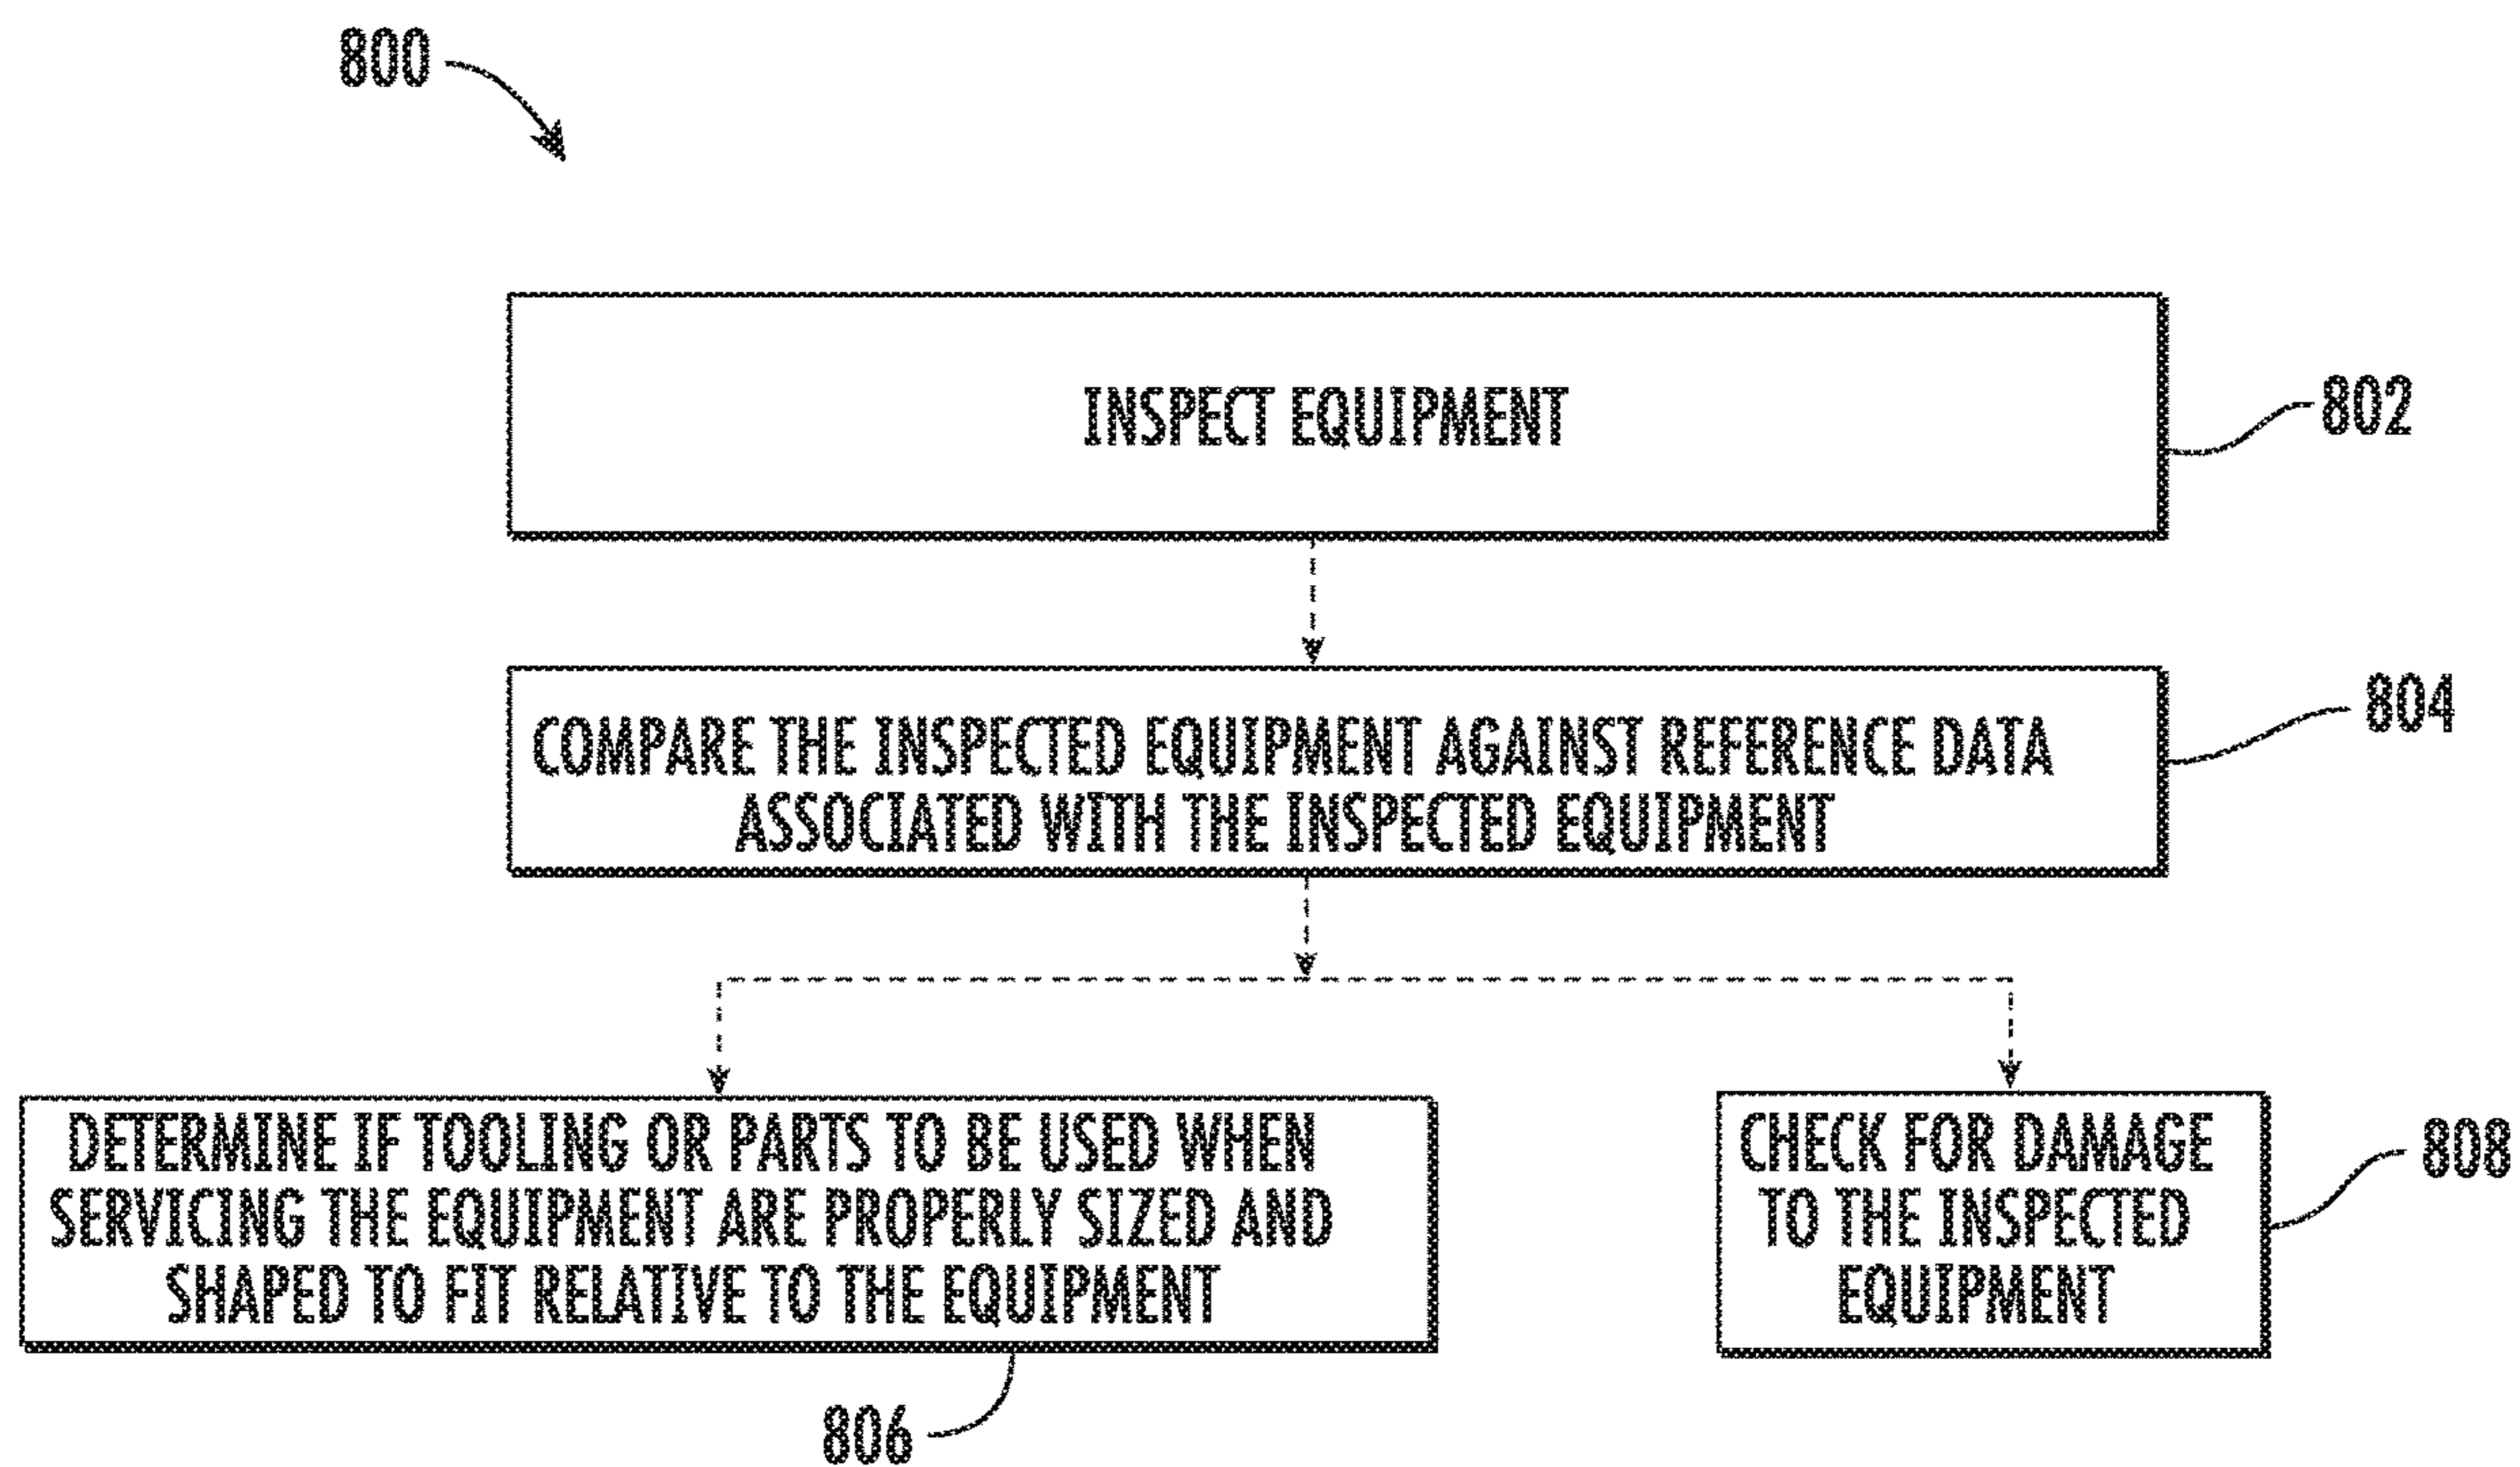 800
INSPECT EQUIPMENT
802
COMPARE THE INSPECTED EQUIPMENT AGAINST REFERENCE DATA
ASSOCIATED WITH THE INSPECTED EQUIPMENT
804
DETERMINE IF TOOLING OR PARTS TO BE USED WHEN
SERVICING THE EQUIPMENT ARE PROPERLY SIZED AND
SHAPED TO FIT RELATIVE TO THE EQUIPMENT
806
CHECK FOR DAMAGE
TO THE INSPECTED
EQUIPMENT
808